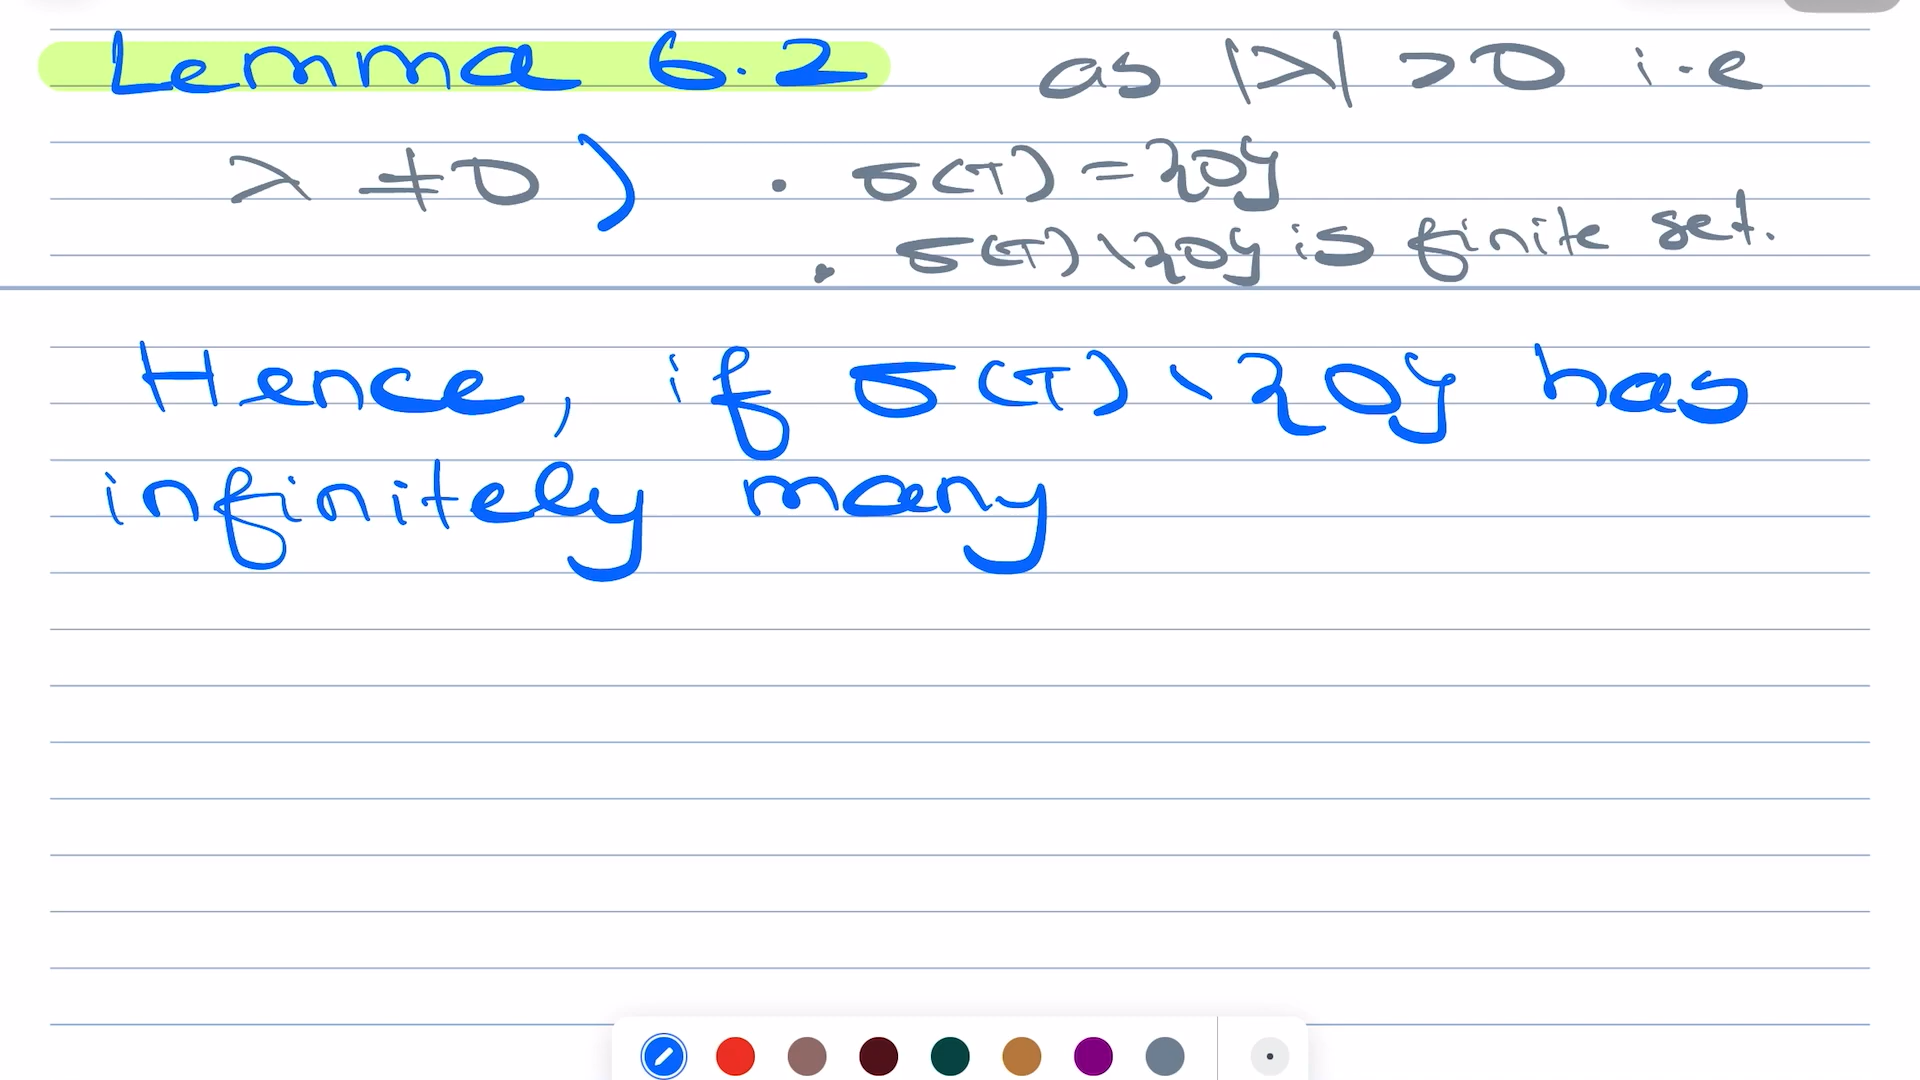 Lemma 6.2 as |λ| > 0 i.e
λ ≠ 0 ) . σ(T) = {0}
. σ(T) \ {0} is finite set.
Hence, if σ(T) \ {0} has
infinitely many